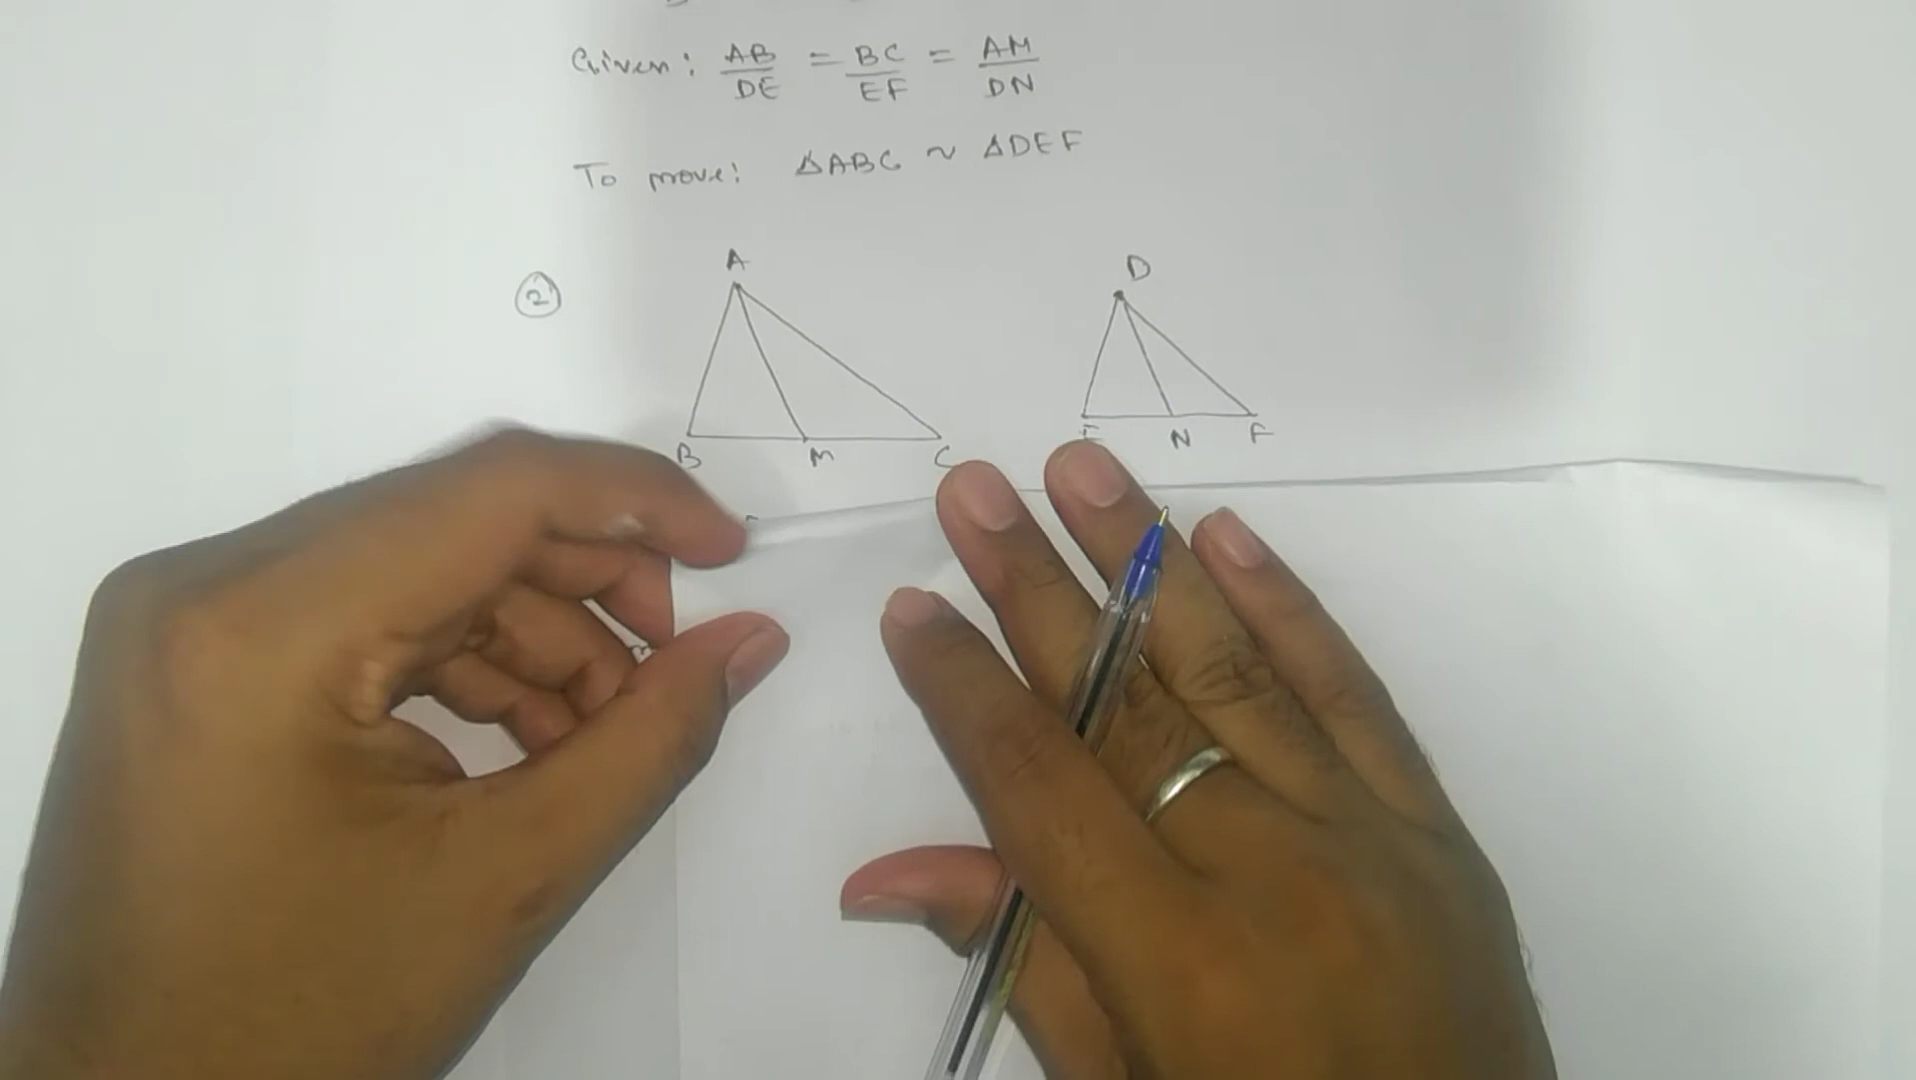 Given: AB/DE = BC/EF = AM/DN
To prove: ΔABC ~ ΔDEF
2
A D
B M C E N F